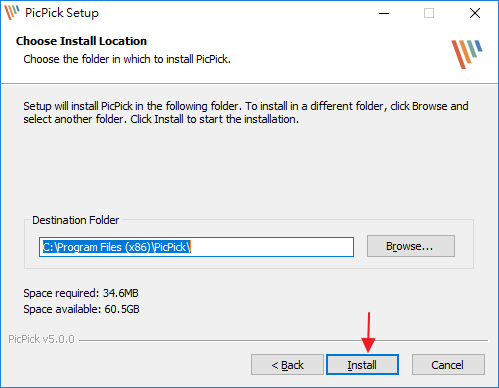 PicPick Setup
Choose Install Location
Choose the folder in which to install PicPick.
Setup will install PicPick in the following folder. To install in a different folder, click Browse and
select another folder. Click Install to start the installation.
Destination Folder
C:\Program Files (x86)\PicPick\
Browse...
Space required: 34.6MB
Space available: 60.5GB
PicPick v5.0.0
< Back
Install
Cancel